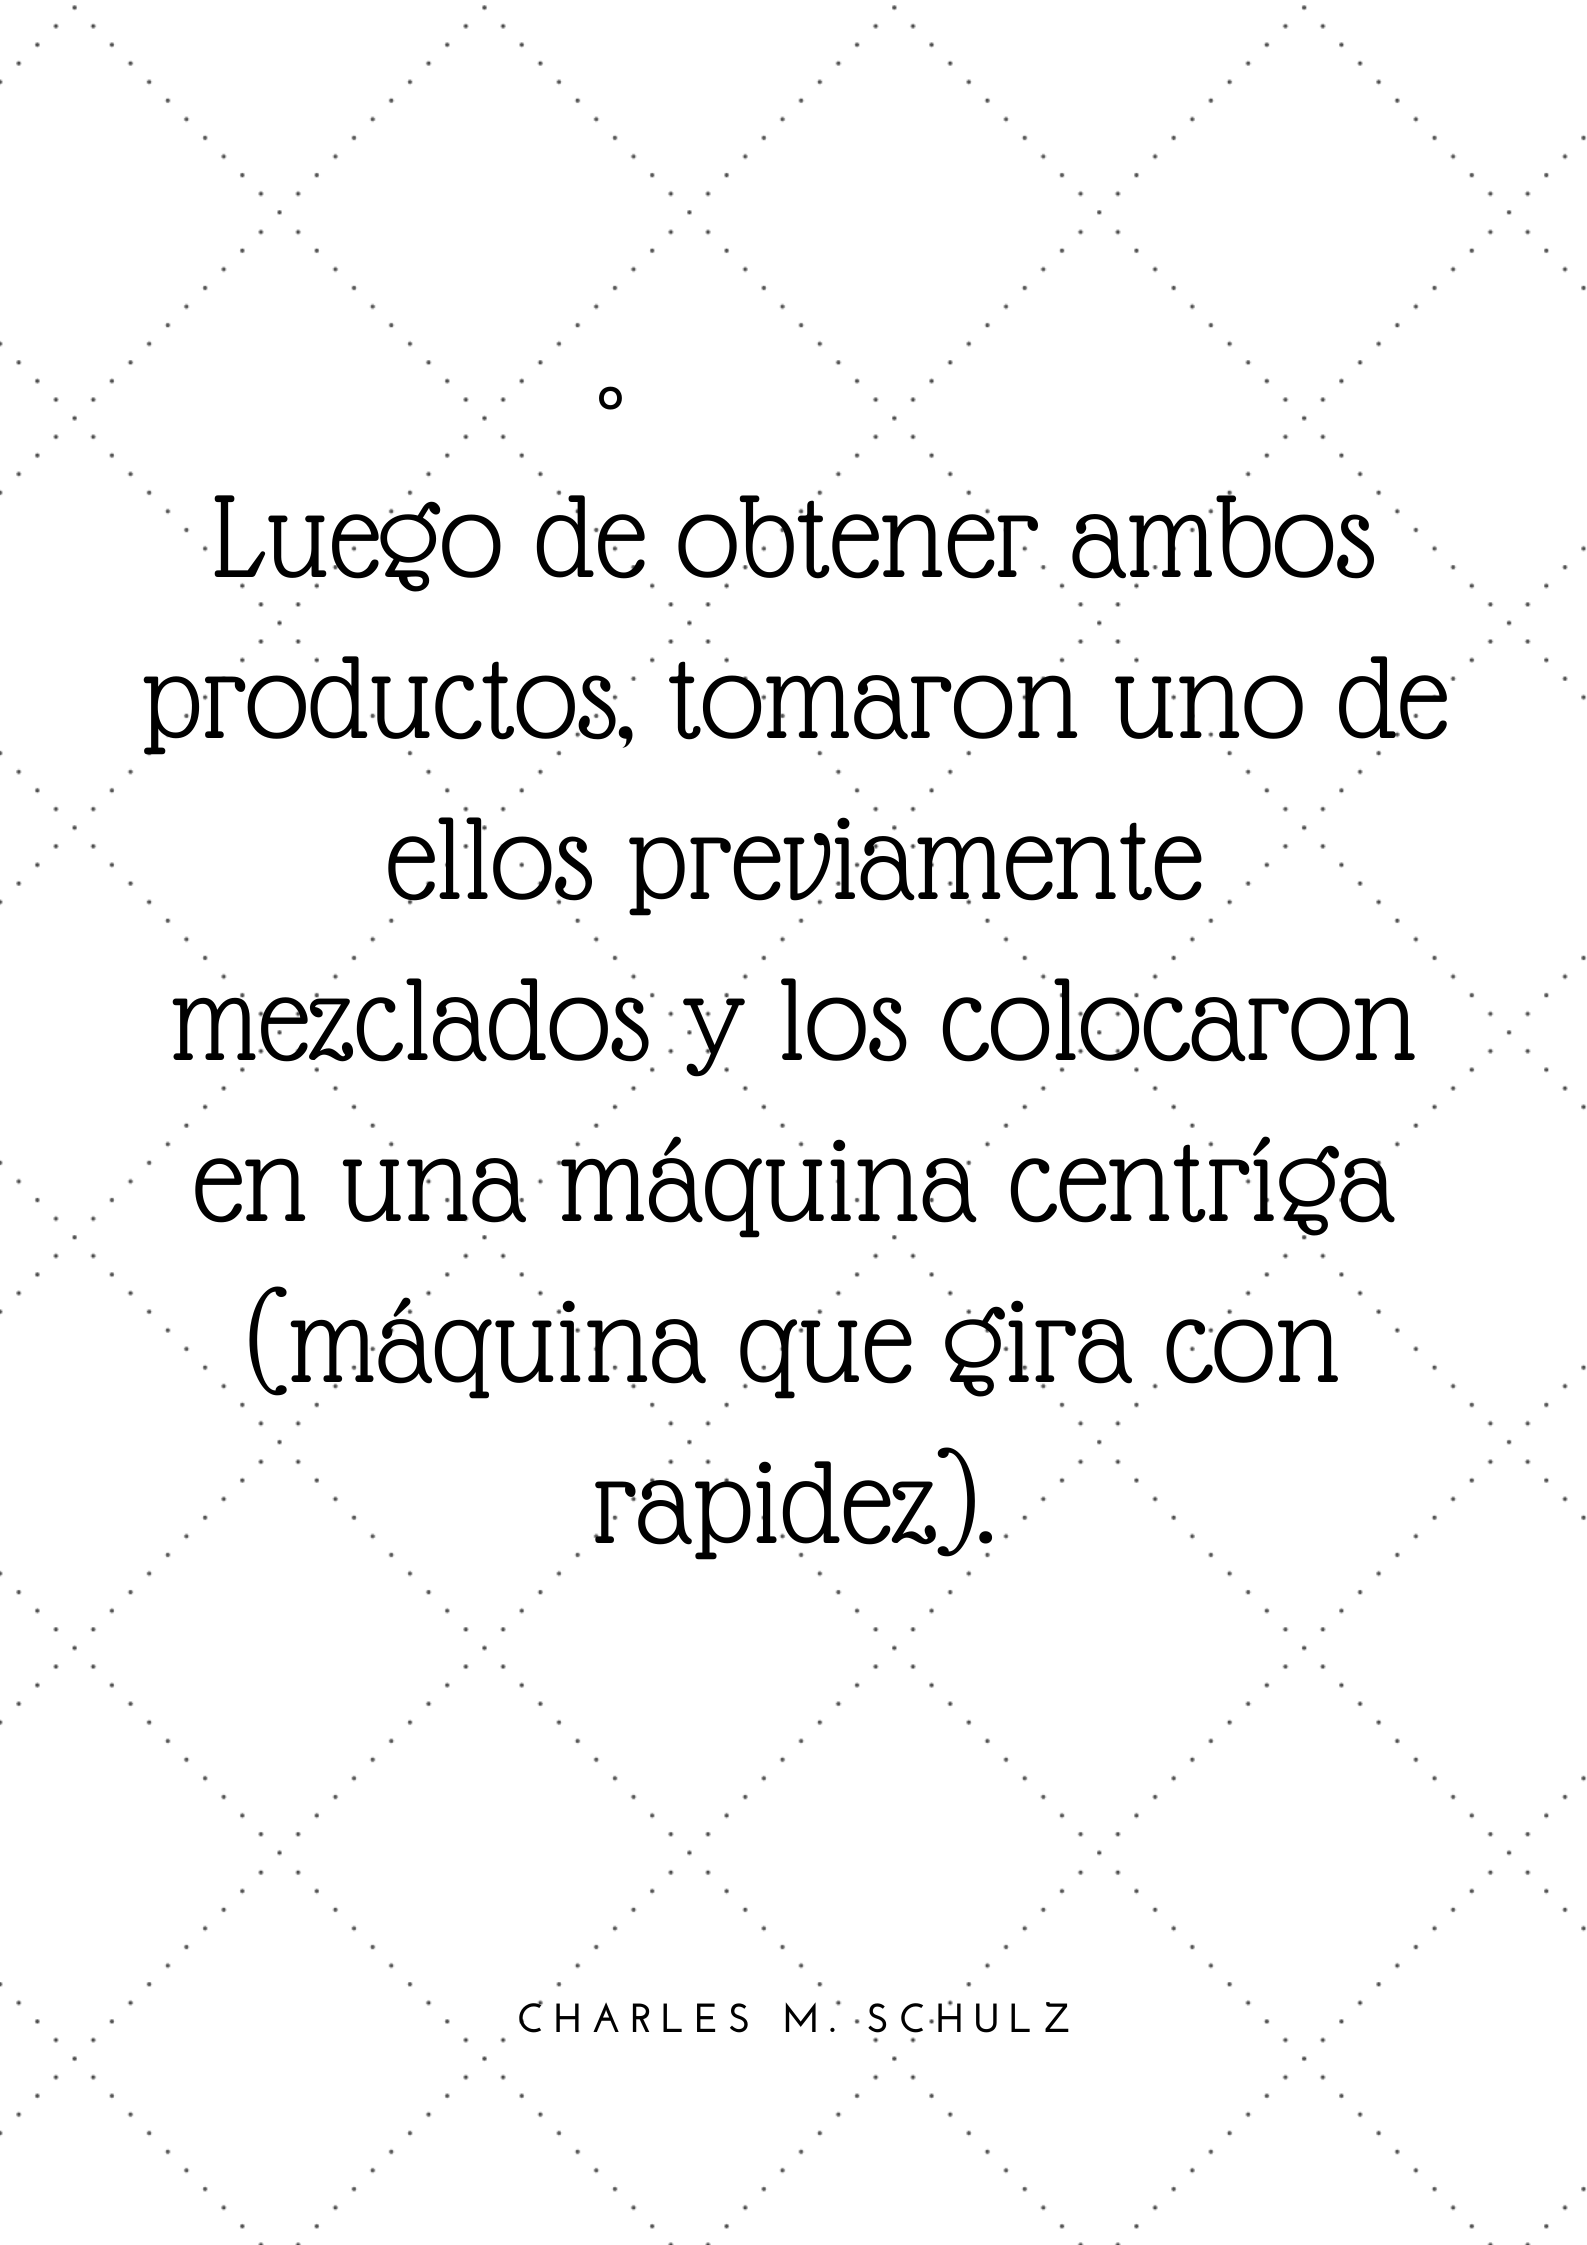 °
Luego de obtener ambos
productos, tomaron uno de
ellos previamente
mezclados y los colocaron
en una máquina centríga
(máquina que gira con
rapidez).
CHARLES M. SCHULZ